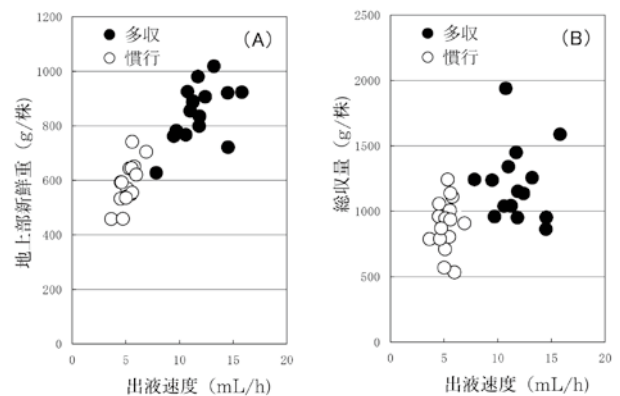 ● 多収
○ 慣行
(A)
地上部新鮮重 (g/株)
1200
1000
800
600
400
200
0
0 5 10 15 20
出液速度 (mL/h)
● 多収
○ 慣行
(B)
総収量 (g/株)
2500
2000
1500
1000
500
0
0 5 10 15 20
出液速度 (mL/h)